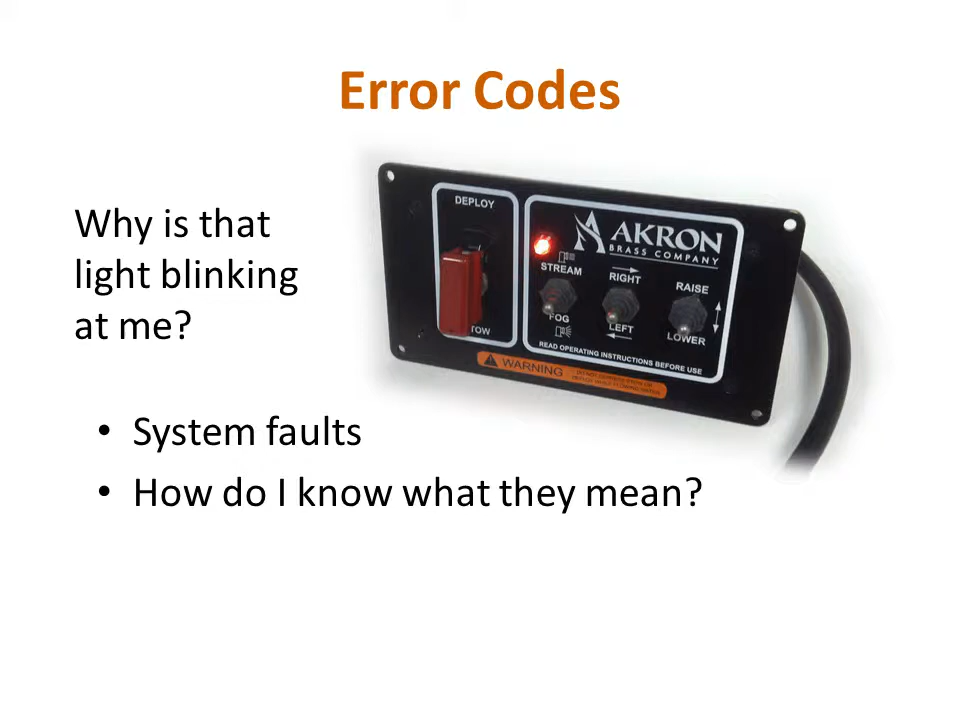 Error Codes
Why is that
light blinking
at me?
DEPLOY
TOW
AKRON
BRASS COMPANY
STREAM
RIGHT
RAISE
FOG
LEFT
LOWER
READ OPERATING INSTRUCTIONS BEFORE USE
WARNING
• System faults
• How do I know what they mean?